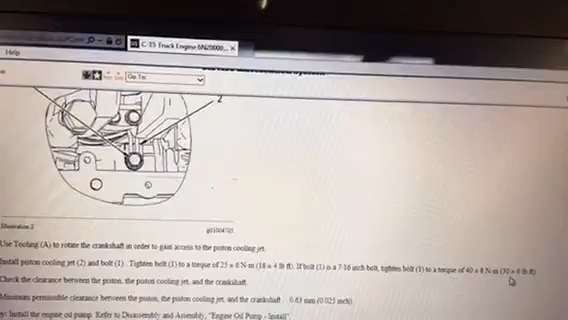 C-15 Truck Engine 6NZ0000... ×
Help
Go To:
2
Illustration 2
g01004705
Use Tooling (A) to rotate the crankshaft in order to gain access to the piston cooling jet.
Install piston cooling jet (2) and bolt (1). Tighten bolt (1) to a torque of 25 ± 6 N·m (18 ± 4 lb ft). If bolt (1) is a 7/16 inch bolt, tighten bolt (1) to a torque of 40 ± 8 N·m (30 ± 6 lb ft).
Check the clearance between the piston, the piston cooling jet, and the crankshaft.
Minimum permissible clearance between the piston, the piston cooling jet, and the crankshaft 0.63 mm (0.025 inch)
Install the engine oil pump. Refer to Disassembly and Assembly, "Engine Oil Pump - Install".